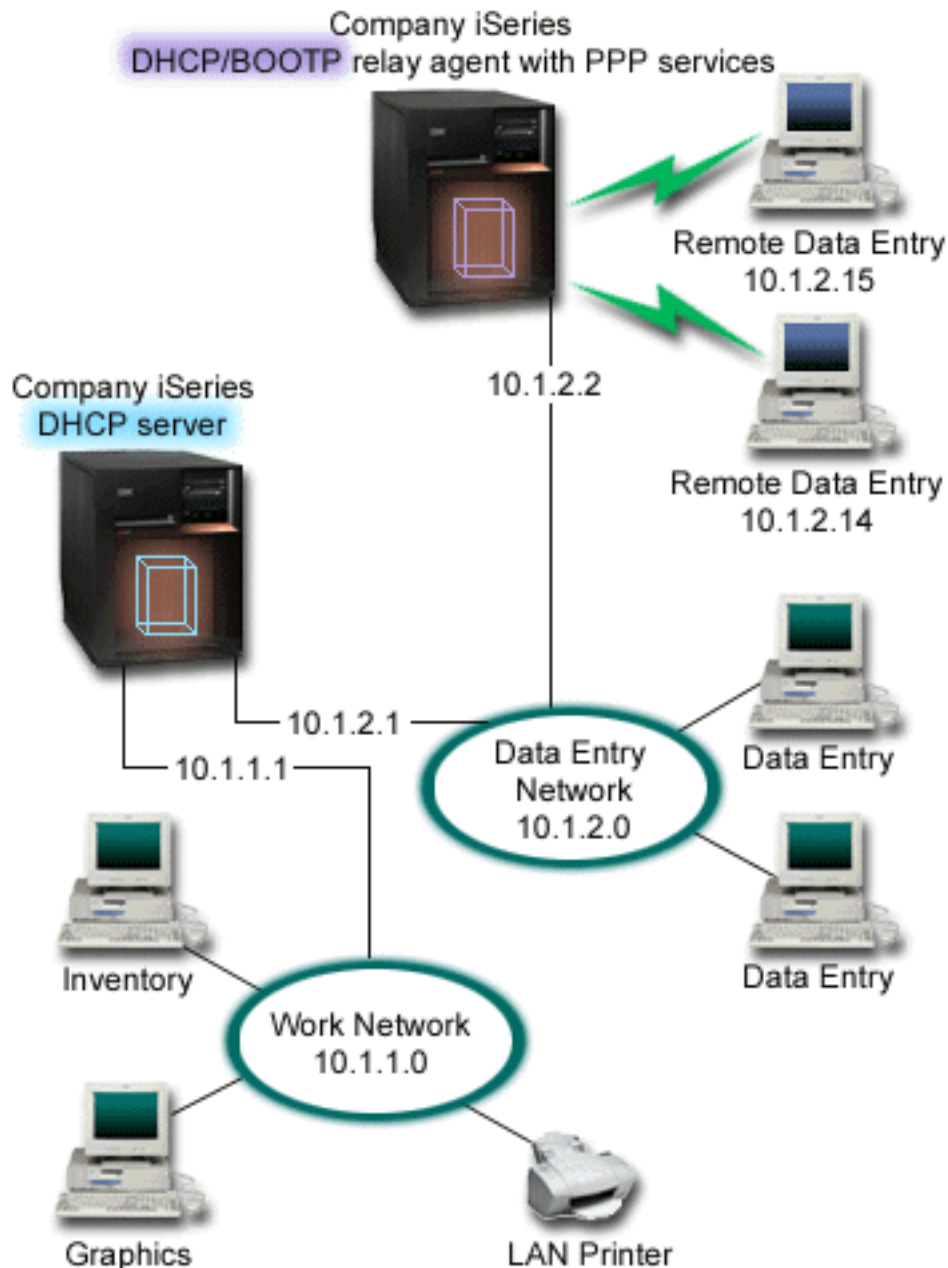 Company iSeries
DHCP/BOOTP relay agent with PPP services
Remote Data Entry
10.1.2.15
10.1.2.2
Company iSeries
DHCP server
Remote Data Entry
10.1.2.14
10.1.2.1
10.1.1.1
Data Entry
Network
10.1.2.0
Data Entry
Data Entry
Inventory
Work Network
10.1.1.0
Graphics
LAN Printer